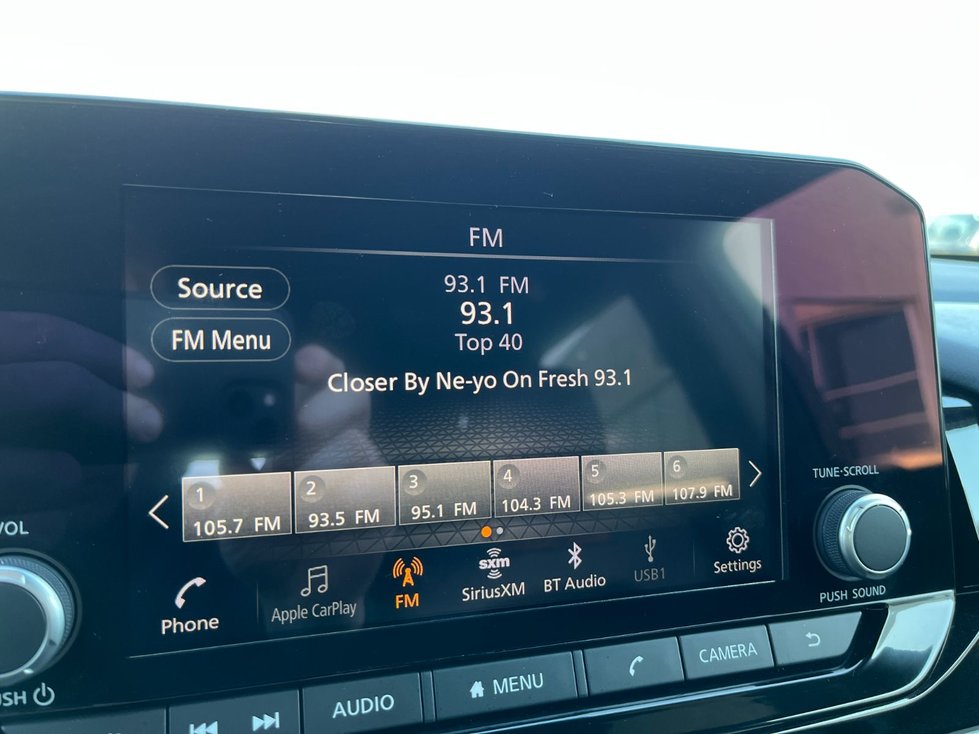 FM
Source
93.1 FM
93.1
FM Menu
Top 40
Closer By Ne-yo On Fresh 93.1
1
105.7 FM
2
93.5 FM
3
95.1 FM
4
104.3 FM
5
105.3 FM
6
107.9 FM
Phone
Apple CarPlay
FM
sxm
SiriusXM
BT Audio
USB1
Settings
VOL
TUNE·SCROLL
PUSH SOUND
AUDIO
MENU
CAMERA